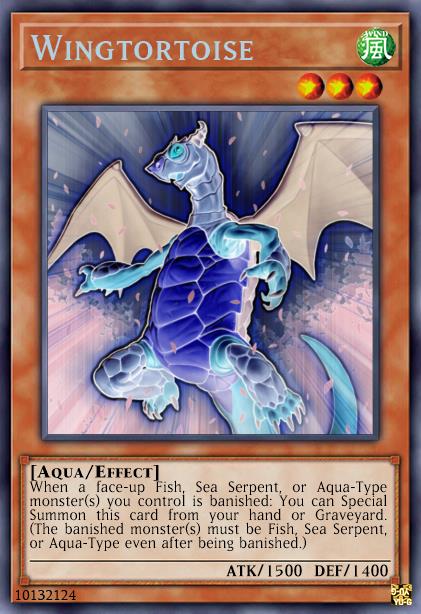 WINGTORTOISE
WIND
風
[AQUA/EFFECT]
When a face-up Fish, Sea Serpent, or Aqua-Type
monster(s) you control is banished: You can Special
Summon this card from your hand or Graveyard.
(The banished monster(s) must be Fish, Sea Serpent,
or Aqua-Type even after being banished.)
ATK/1500 DEF/1400
10132124